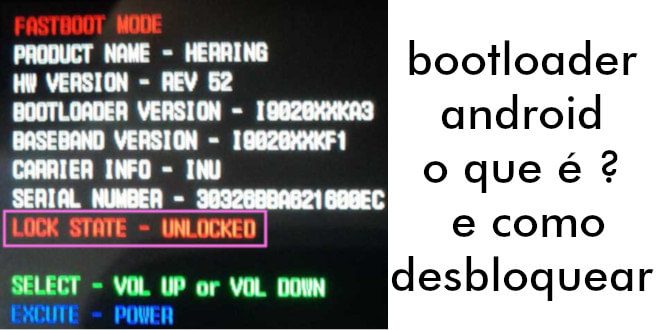 FASTBOOT MODE
PRODUCT NAME - HERRING
HW VERSION - REV 52
BOOTLOADER VERSION - I9020XXKA3
BASEBAND VERSION - I9020XXKF1
CARRIER INFO - INU
SERIAL NUMBER - 30326BBA621600EC
LOCK STATE - UNLOCKED
SELECT - VOL UP or VOL DOWN
EXCUTE - POWER
bootloader
android
o que é ?
e como
desbloquear